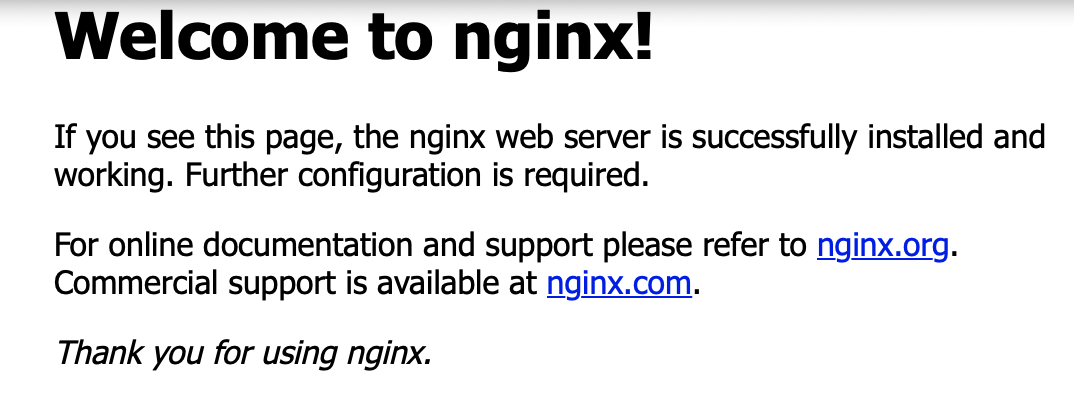 Welcome to nginx!
If you see this page, the nginx web server is successfully installed and
working. Further configuration is required.
For online documentation and support please refer to nginx.org.
Commercial support is available at nginx.com.
Thank you for using nginx.